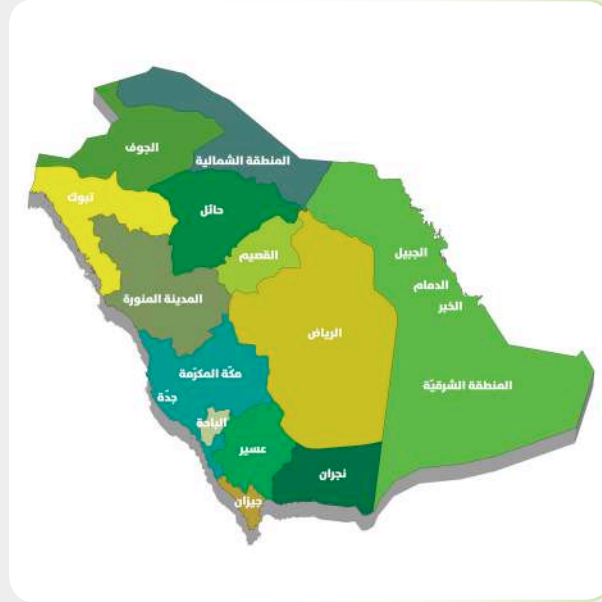 الجوف
المنطقة الشمالية
تبوك
حائل
القصيم
الجبيل
الدمام
الخبر
المدينة المنورة
الرياض
مكّة المكرّمة
جدّة
المنطقة الشرقيّة
الباحة
عسير
نجران
جيزان